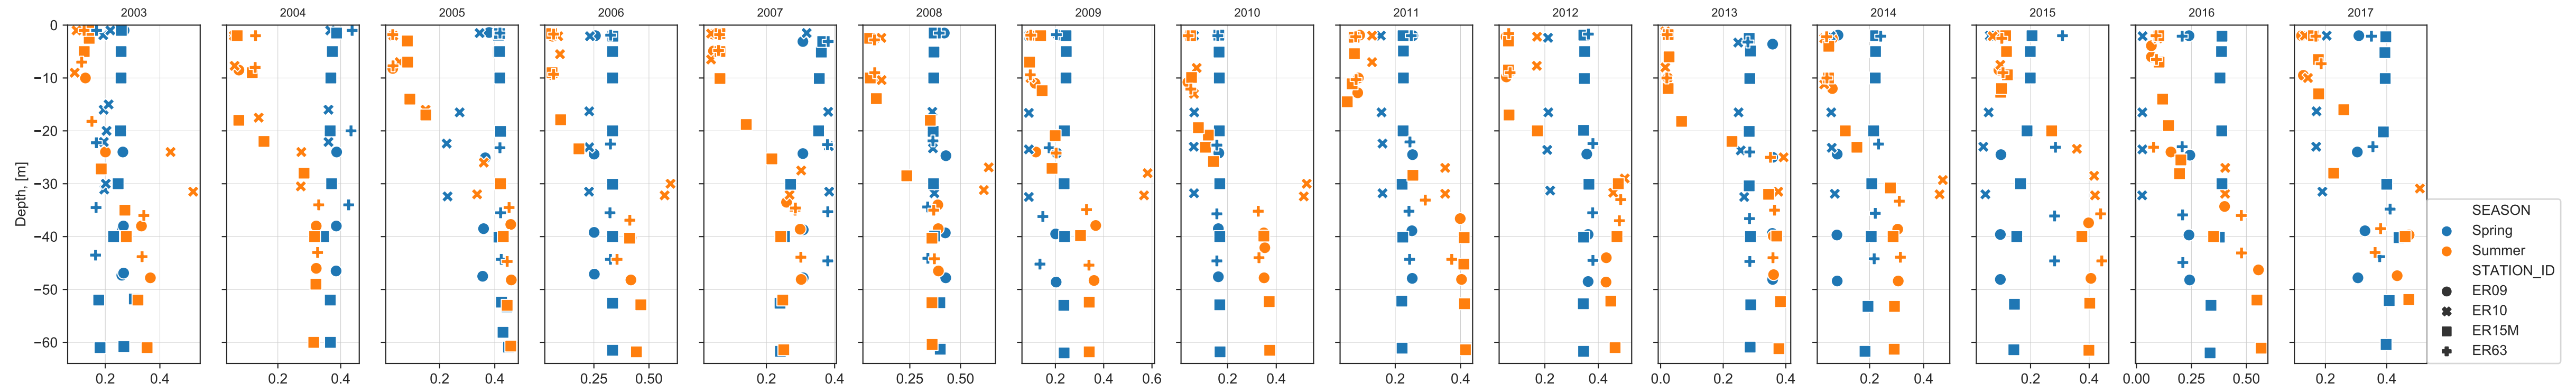 2003 2004 2005 2006 2007 2008 2009 2010 2011 2012 2013 2014 2015 2016 2017
Depth, [m]
0
−10
−20
−30
−40
−50
−60
SEASON
Spring
Summer
STATION_ID
ER09
ER10
ER15M
ER63
0.2 0.4 0.2 0.4 0.2 0.4 0.25 0.50 0.2 0.4 0.25 0.50 0.2 0.4 0.6 0.2 0.4 0.2 0.4 0.2 0.4 0.0 0.2 0.4 0.2 0.4 0.2 0.4 0.00 0.25 0.50 0.2 0.4